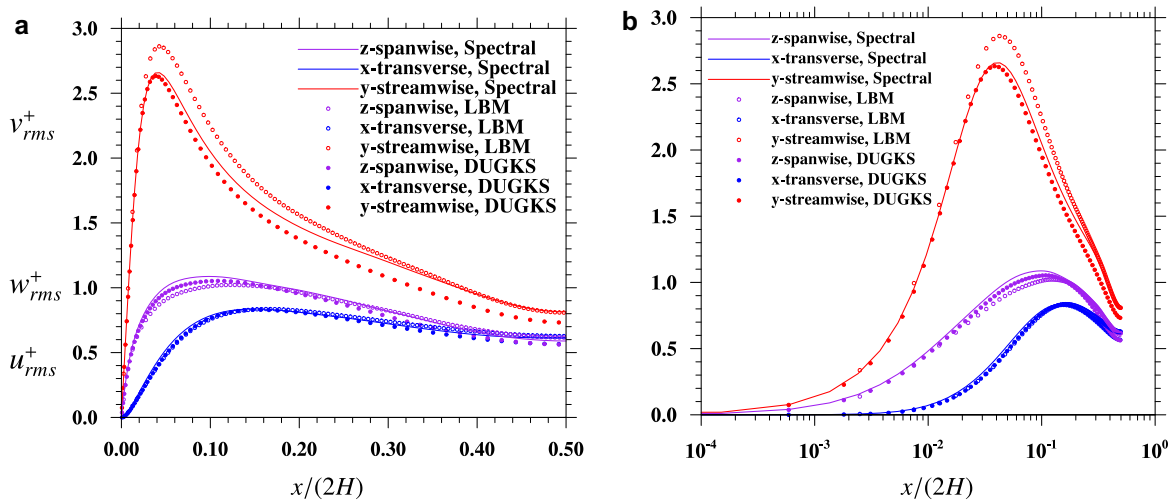 a
3.0
2.5
2.0
1.5
1.0
0.5
0.0
v⁺rms
w⁺rms
u⁺rms
z-spanwise, Spectral
x-transverse, Spectral
y-streamwise, Spectral
z-spanwise, LBM
x-transverse, LBM
y-streamwise, LBM
z-spanwise, DUGKS
x-transverse, DUGKS
y-streamwise, DUGKS
0.00 0.10 0.20 0.30 0.40 0.50
x/(2H)
b
3.0
2.5
2.0
1.5
1.0
0.5
0.0
z-spanwise, Spectral
x-transverse, Spectral
y-streamwise, Spectral
z-spanwise, LBM
x-transverse, LBM
y-streamwise, LBM
z-spanwise, DUGKS
x-transverse, DUGKS
y-streamwise, DUGKS
10⁻⁴ 10⁻³ 10⁻² 10⁻¹ 10⁰
x/(2H)